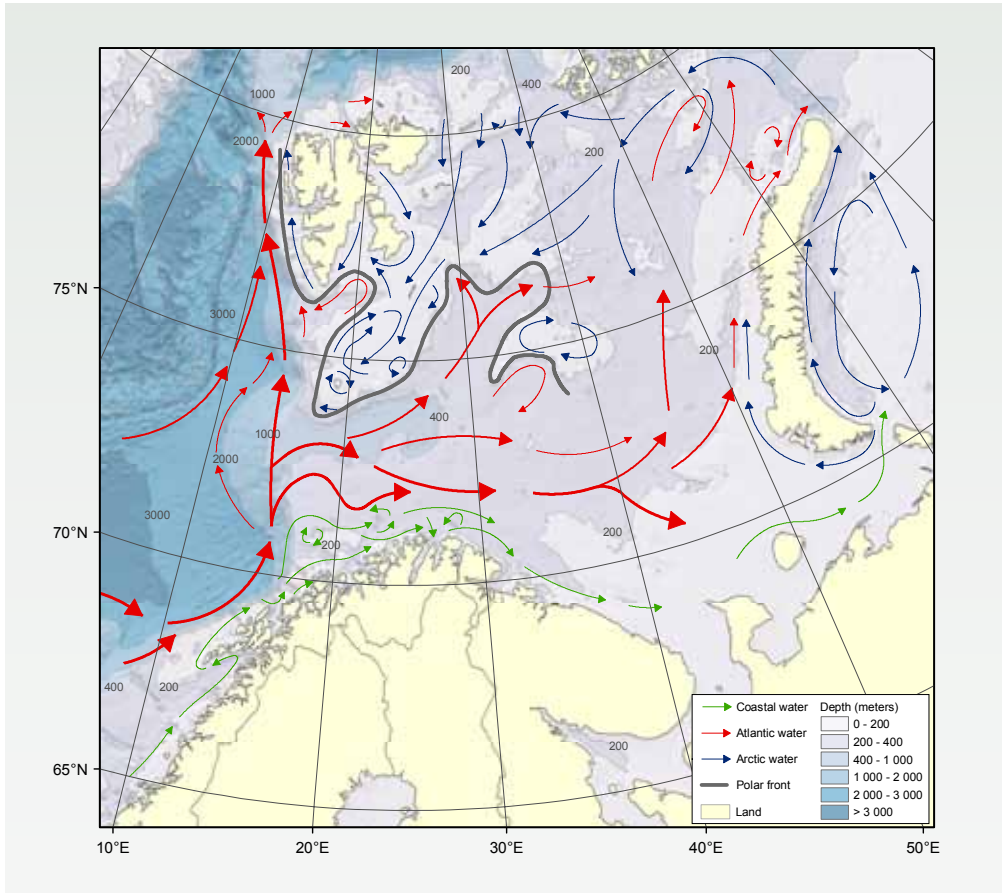 200
400
1000
2000
200
75°N
3000
200
400
1000
2000
3000
70°N
200
200
400
200
200
65°N
Coastal water
Atlantic water
Arctic water
Polar front
Land
Depth (meters)
0 - 200
200 - 400
400 - 1 000
1 000 - 2 000
2 000 - 3 000
> 3 000
10°E
20°E
30°E
40°E
50°E